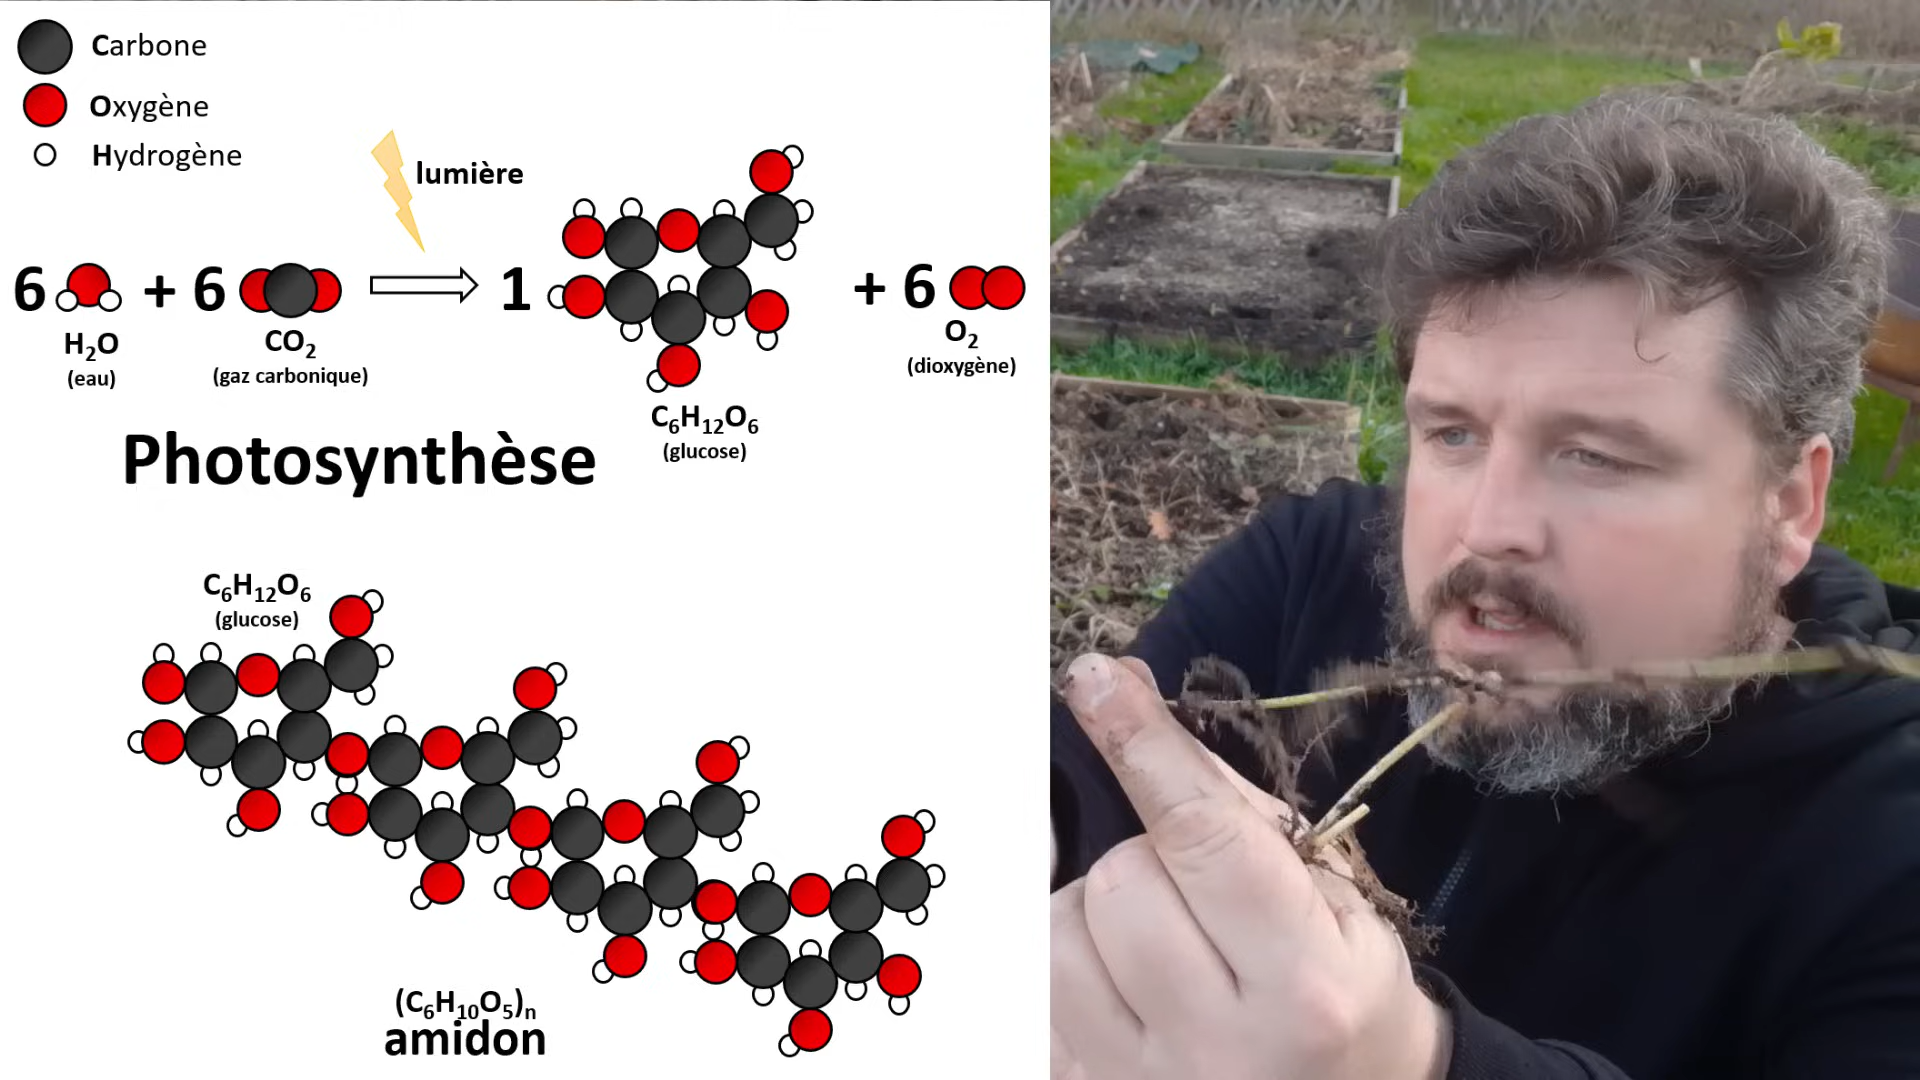 Carbone
Oxygène
Hydrogène
lumière
6 + 6 1 + 6
H₂O
(eau)
CO₂
(gaz carbonique)
C₆H₁₂O₆
(glucose)
O₂
(dioxygène)
Photosynthèse
C₆H₁₂O₆
(glucose)
(C₆H₁₀O₅)ₙ
amidon